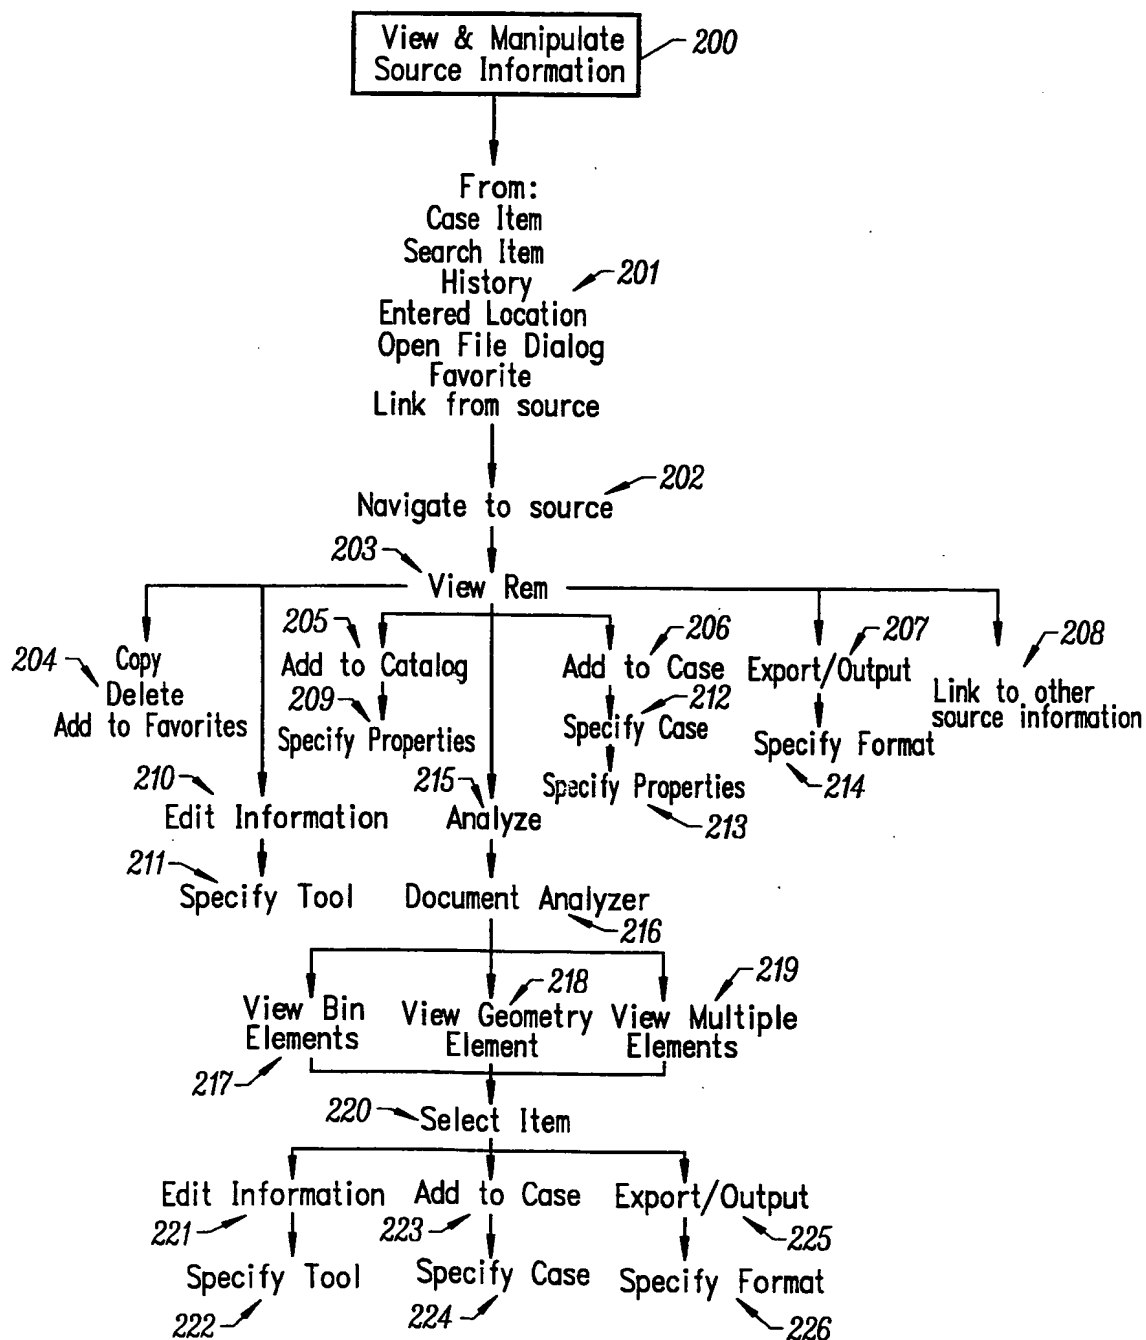 View & Manipulate
Source Information
200
From:
Case Item
Search Item
History
201
Entered Location
Open File Dialog
Favorite
Link from source
202
Navigate to source
203
View Rem
204
Copy
Delete
Add to Favorites
205
Add to Catalog
209
Specify Properties
206
Add to Case
212
Specify Case
Specify Properties
213
207
Export/Output
Specify Format
214
208
Link to other
source information
210
Edit Information
211
Specify Tool
215
Analyze
Document Analyzer
216
View Bin
Elements
217
218
View Geometry
Element
219
View Multiple
Elements
220
Select Item
Edit Information
221
Specify Tool
222
Add to Case
223
Specify Case
224
Export/Output
225
Specify Format
226